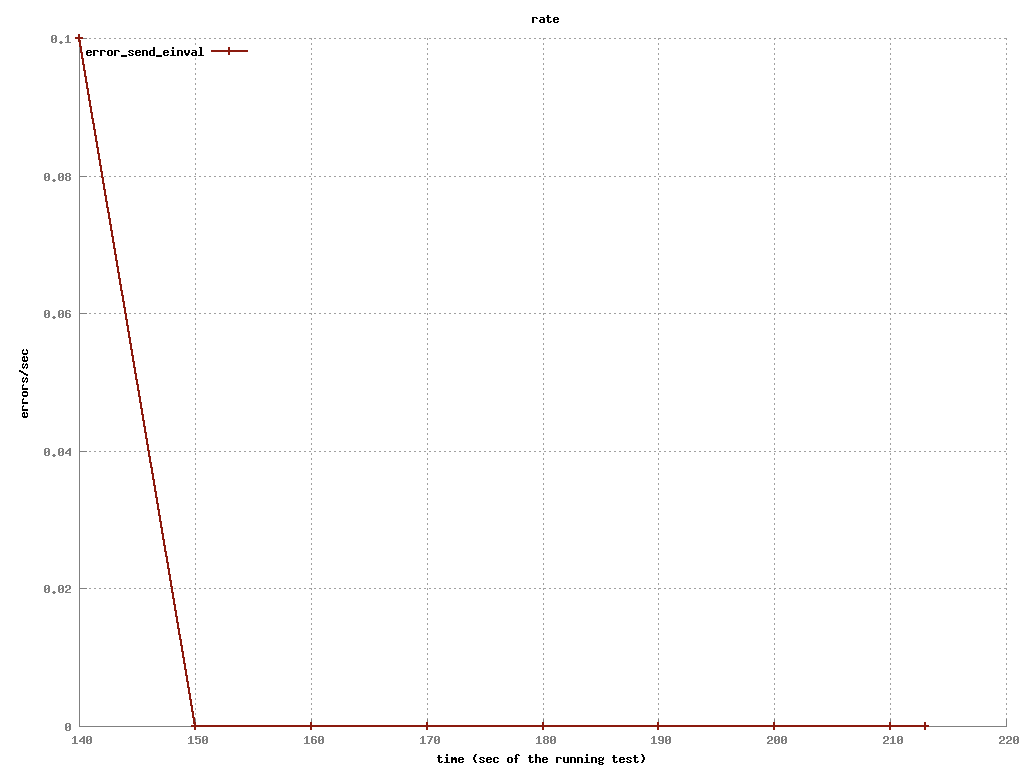 rate
0.1
error_send_einval
0.08
0.06
errors/sec
0.04
0.02
0
140 150 160 170 180 190 200 210 220
time (sec of the running test)